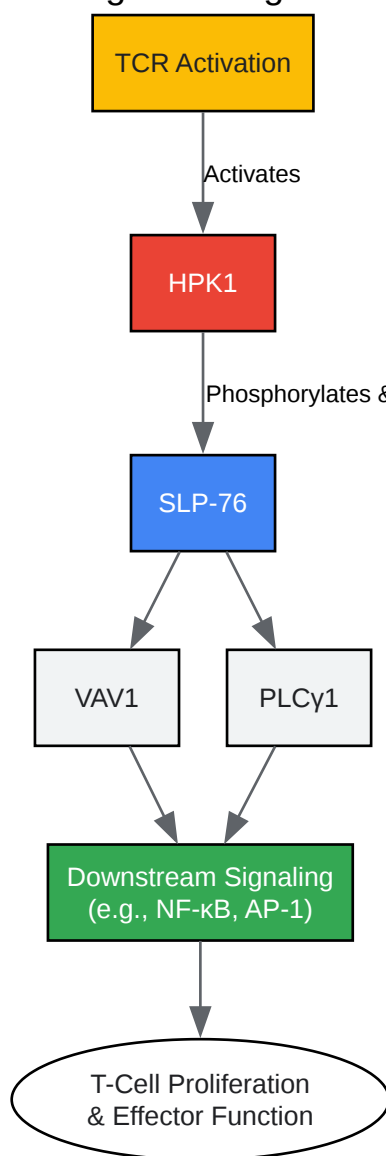 TCR Activation
Activates
HPK1
Phosphorylates &
SLP-76
VAV1
PLCγ1
Downstream Signaling
(e.g., NF-κB, AP-1)
T-Cell Proliferation
& Effector Function